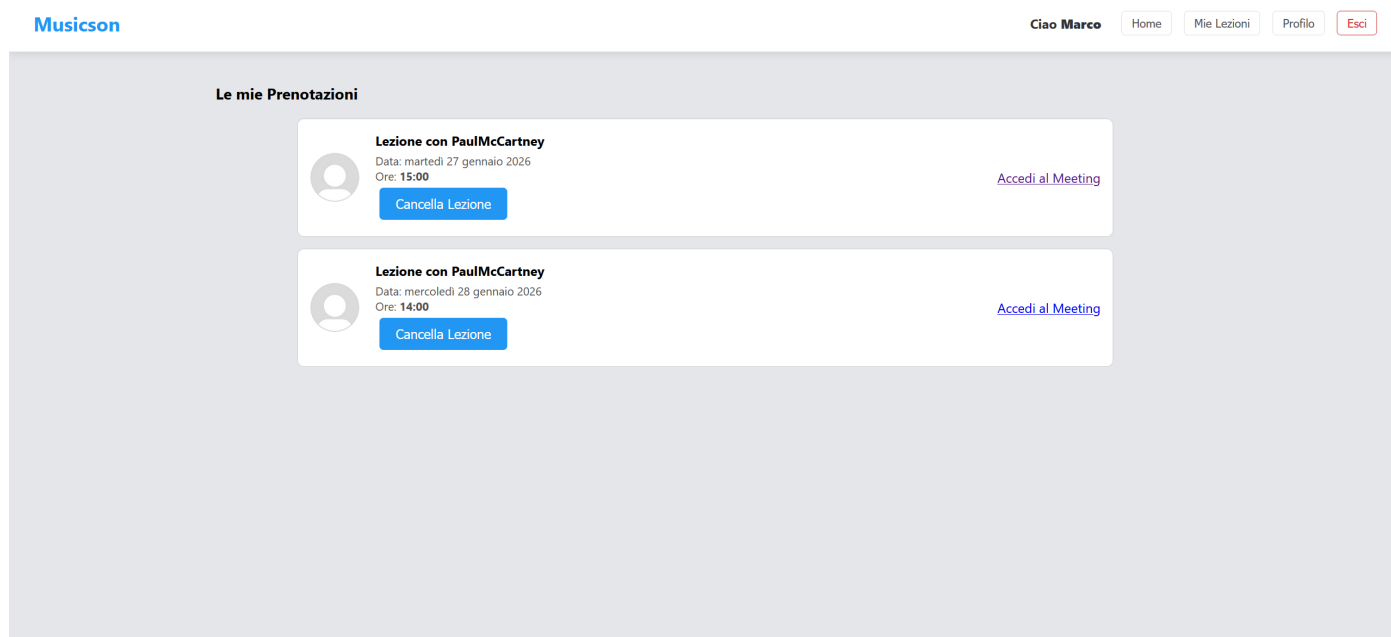 Musicson
Ciao Marco
Home
Mie Lezioni
Profilo
Esci
Le mie Prenotazioni
Lezione con PaulMcCartney
Data: martedì 27 gennaio 2026
Ore: 15:00
Cancella Lezione
Accedi al Meeting
Lezione con PaulMcCartney
Data: mercoledì 28 gennaio 2026
Ore: 14:00
Cancella Lezione
Accedi al Meeting